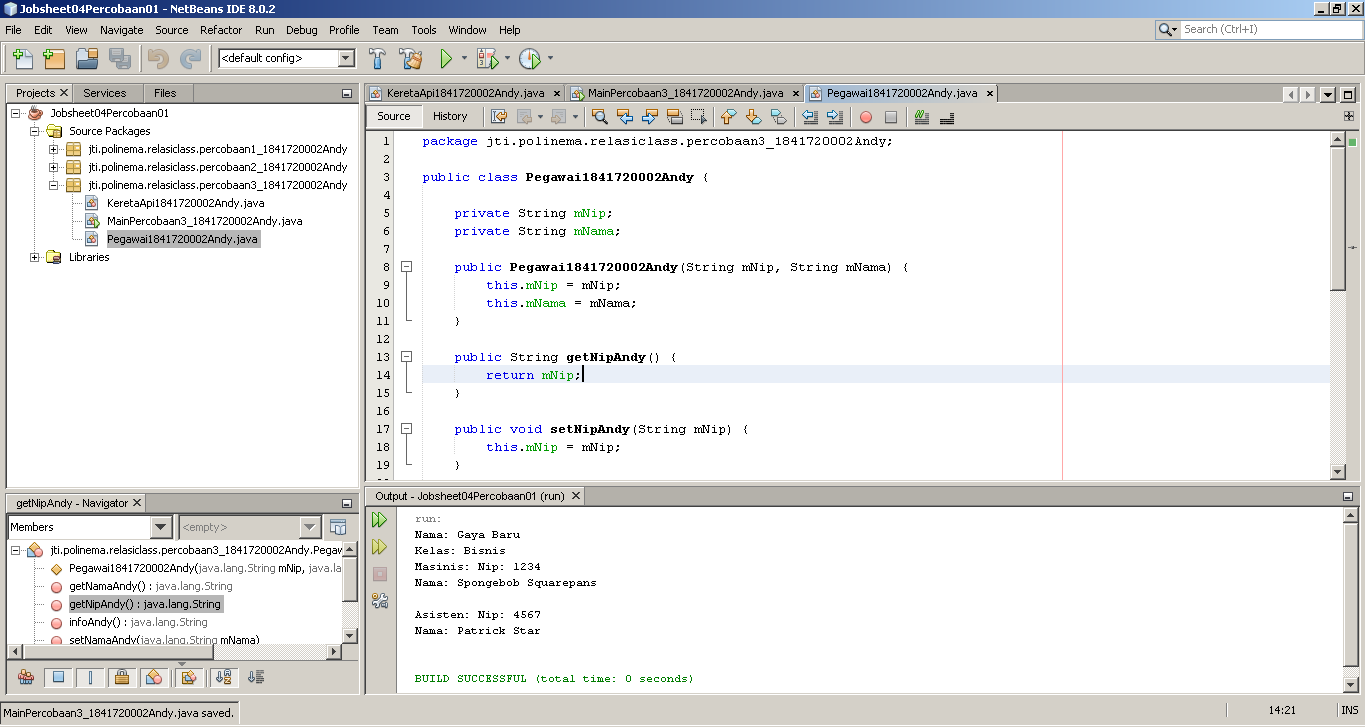 Jobsheet04Percobaan01 - NetBeans IDE 8.0.2
File Edit View Navigate Source Refactor Run Debug Profile Team Tools Window Help
Search (Ctrl+I)
<default config>
Projects Services Files
Jobsheet04Percobaan01
Source Packages
jti.polinema.relasiclass.percobaan1_1841720002Andy
jti.polinema.relasiclass.percobaan2_1841720002Andy
jti.polinema.relasiclass.percobaan3_1841720002Andy
KeretaApi1841720002Andy.java
MainPercobaan3_1841720002Andy.java
Pegawai1841720002Andy.java
Libraries
KeretaApi1841720002Andy.java MainPercobaan3_1841720002Andy.java Pegawai1841720002Andy.java
Source History
1 package jti.polinema.relasiclass.percobaan3_1841720002Andy;
2
3 public class Pegawai1841720002Andy {
4
5 private String mNip;
6 private String mNama;
7
8 public Pegawai1841720002Andy(String mNip, String mNama) {
9 this.mNip = mNip;
10 this.mNama = mNama;
11 }
12
13 public String getNipAndy() {
14 return mNip;
15 }
16
17 public void setNipAndy(String mNip) {
18 this.mNip = mNip;
19 }
getNipAndy - Navigator
Members <empty>
jti.polinema.relasiclass.percobaan3_1841720002Andy.Pegaw
Pegawai1841720002Andy(java.lang.String mNip, java.la
getNamaAndy() : java.lang.String
getNipAndy() : java.lang.String
infoAndy() : java.lang.String
setNamaAndy(java.lang.String mNama)
Output - Jobsheet04Percobaan01 (run)
run:
Nama: Gaya Baru
Kelas: Bisnis
Masinis: Nip: 1234
Nama: Spongebob Squarepans
Asisten: Nip: 4567
Nama: Patrick Star
BUILD SUCCESSFUL (total time: 0 seconds)
MainPercobaan3_1841720002Andy.java saved.
14:21 INS